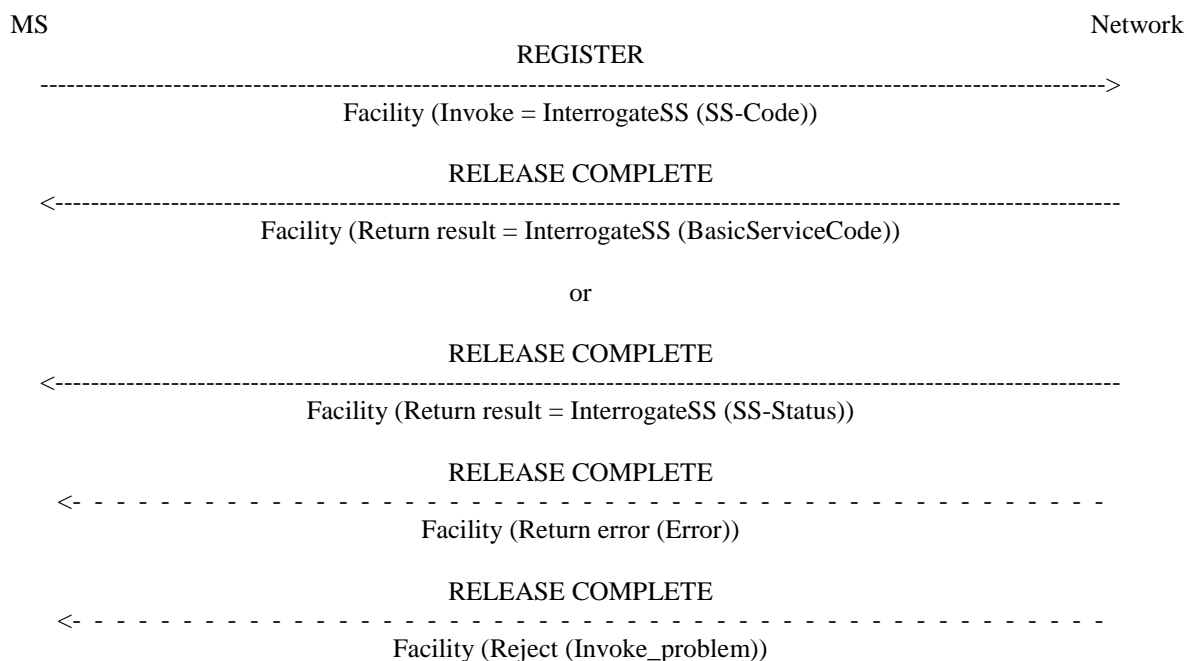 MS Network
REGISTER
Facility (Invoke = InterrogateSS (SS-Code))
RELEASE COMPLETE
Facility (Return result = InterrogateSS (BasicServiceCode))
or
RELEASE COMPLETE
Facility (Return result = InterrogateSS (SS-Status))
RELEASE COMPLETE
Facility (Return error (Error))
RELEASE COMPLETE
Facility (Reject (Invoke_problem))